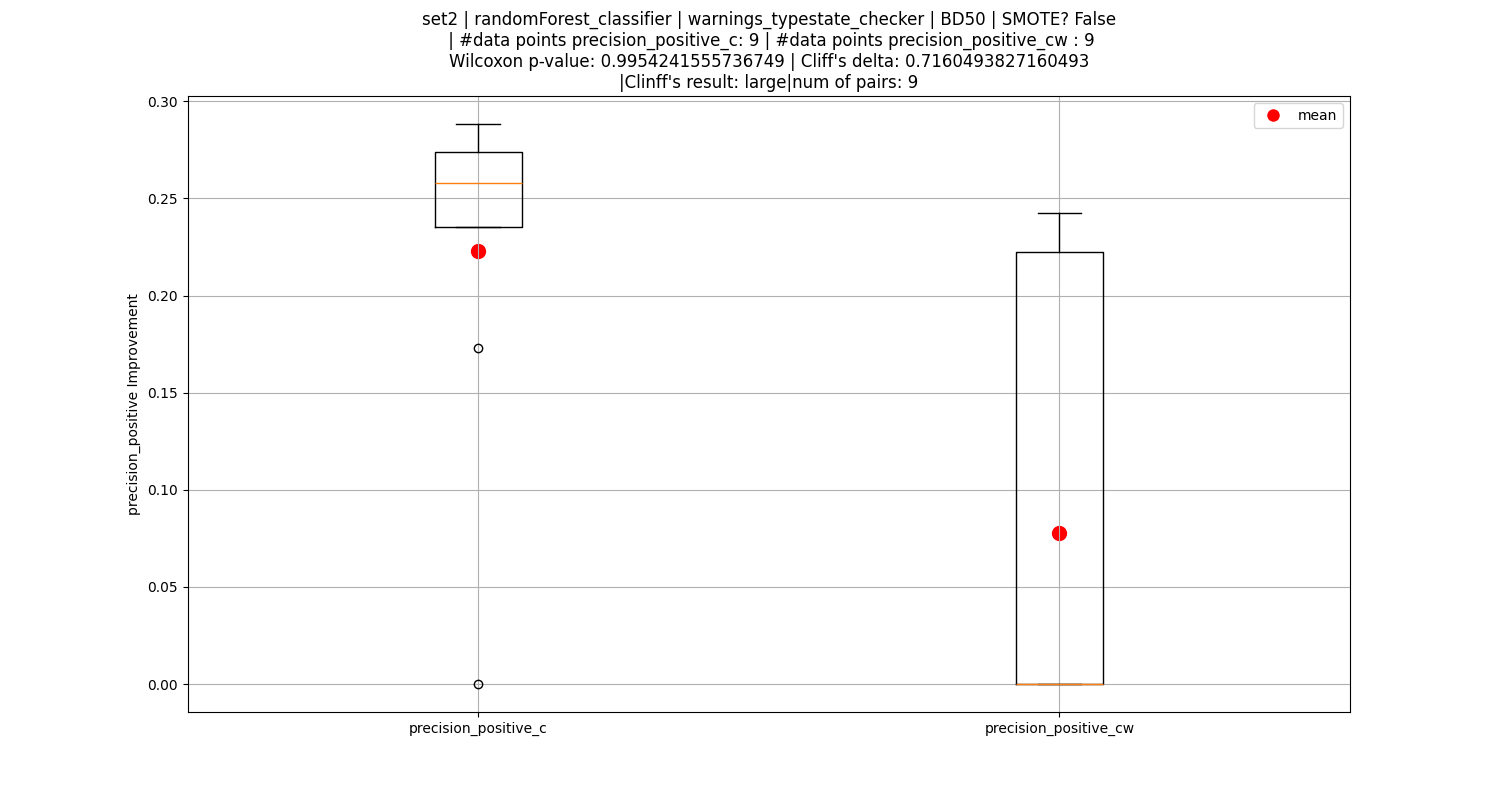 set2 | randomForest_classifier | warnings_typestate_checker | BD50 | SMOTE? False
| #data points precision_positive_c: 9 | #data points precision_positive_cw : 9
Wilcoxon p-value: 0.9954241555736749 | Cliff's delta: 0.7160493827160493
|Clinff's result: large|num of pairs: 9
mean
precision_positive Improvement
0.30
0.25
0.20
0.15
0.10
0.05
0.00
precision_positive_c
precision_positive_cw